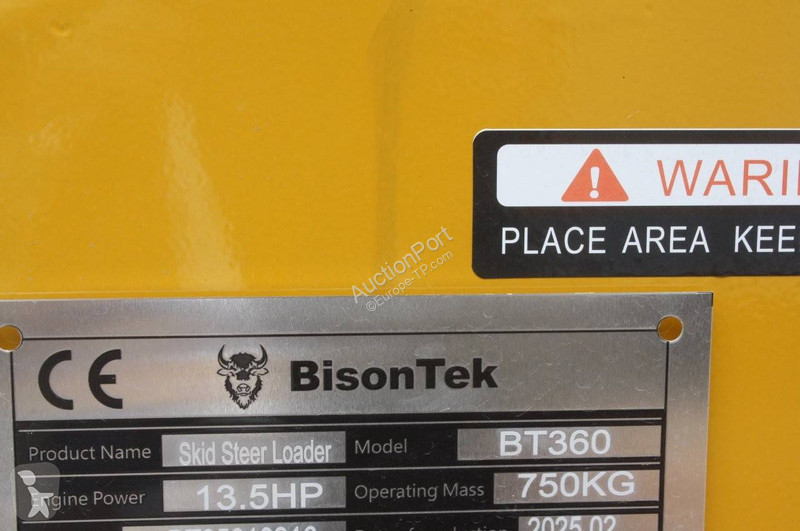 WARI
PLACE AREA KEE
AuctionPort
©Europe-TP.com
CE BisonTek
Product Name Skid Steer Loader Model BT360
Engine Power 13.5HP Operating Mass 750KG
2025.02